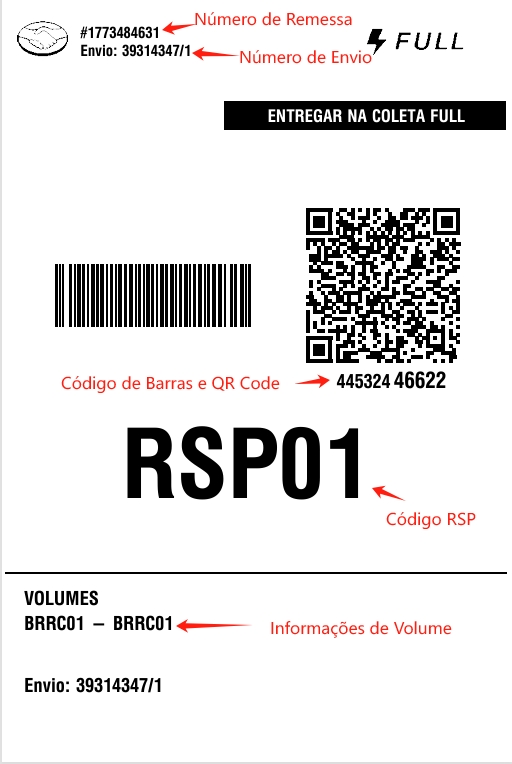 #1773484631
Número de Remessa
Envio: 39314347/1
Número de Envio
FULL
ENTREGAR NA COLETA FULL
Código de Barras e QR Code
445324 46622
RSP01
Código RSP
VOLUMES
BRRC01 – BRRC01
Informações de Volume
Envio: 39314347/1